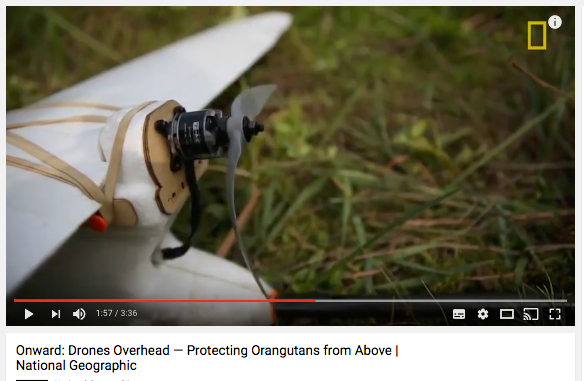 1:57 / 3:36
Onward: Drones Overhead — Protecting Orangutans from Above |
National Geographic